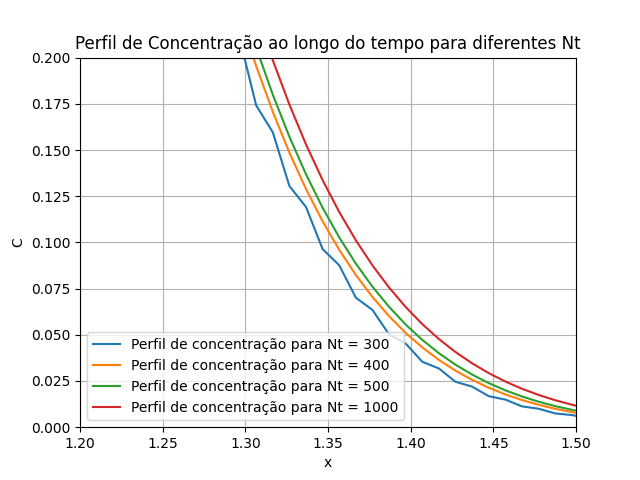 Perfil de Concentração ao longo do tempo para diferentes Nt
0.200
0.175
0.150
0.125
0.100
0.075
0.050
0.025
0.000
C
Perfil de concentração para Nt = 300
Perfil de concentração para Nt = 400
Perfil de concentração para Nt = 500
Perfil de concentração para Nt = 1000
1.20 1.25 1.30 1.35 1.40 1.45 1.50
x